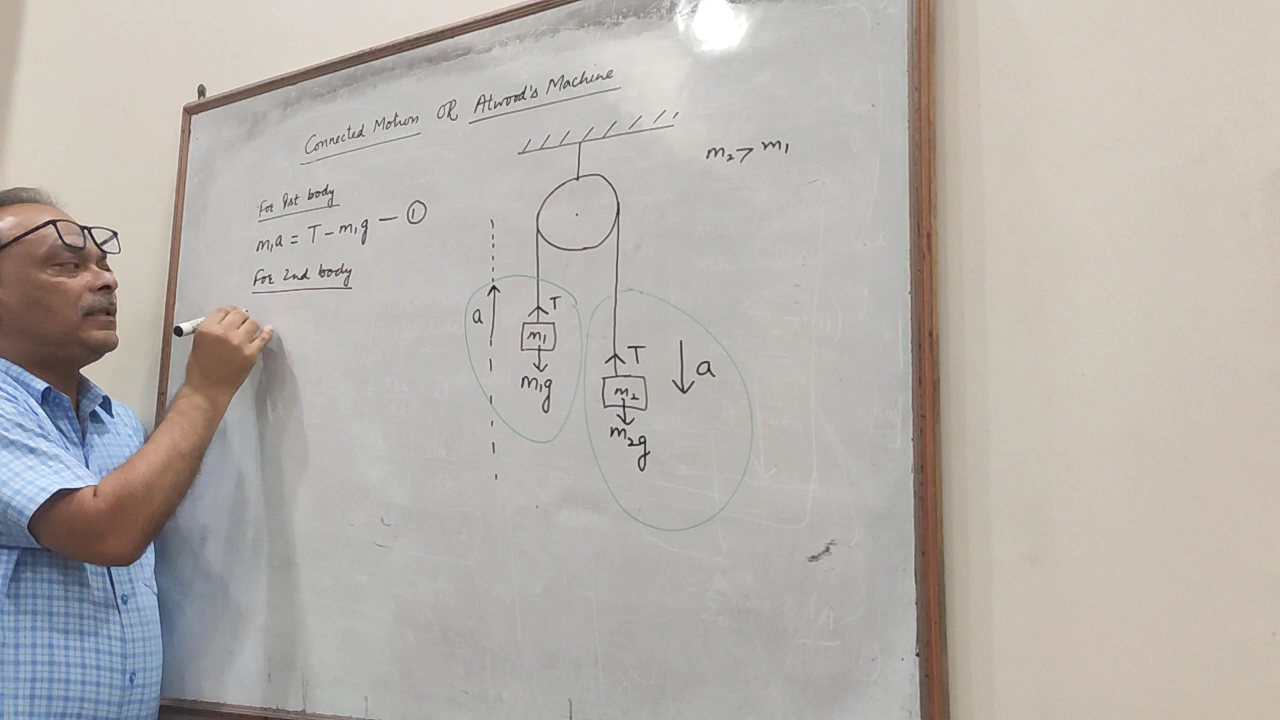 Connected Motion OR Atwood's Machine
m₂ > m₁
For 1st body
m₁a = T - m₁g — ①
For 2nd body
a
T
m₁
m₁g
T
a
m₂
m₂g